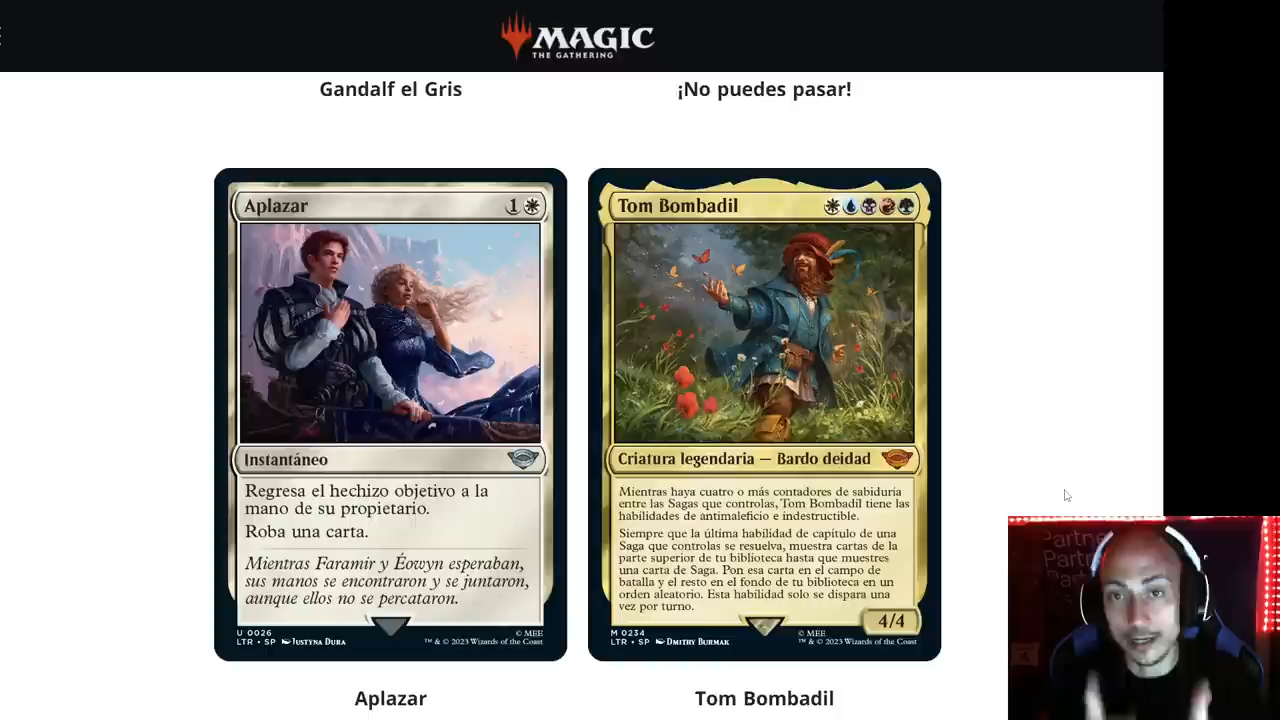 MAGIC
THE GATHERING
Gandalf el Gris
¡No puedes pasar!
Aplazar 1
Instantáneo
Regresa el hechizo objetivo a la
mano de su propietario.
Roba una carta.
Mientras Faramir y Éowyn esperaban,
sus manos se encontraron y se juntaron,
aunque ellos no se percataron.
U 0026
LTR • SP JUSTYNA DURA
© MEE
™ & © 2023 Wizards of the Coast
Aplazar
Tom Bombadil
Criatura legendaria — Bardo deidad
Mientras haya cuatro o más contadores de sabiduría
entre las Sagas que controlas, Tom Bombadil tiene las
habilidades de antimaleficio e indestructible.
Siempre que la última habilidad de capítulo de una
Saga que controlas se resuelva, muestra cartas de la
parte superior de tu biblioteca hasta que muestres
una carta de Saga. Pon esa carta en el campo de
batalla y el resto en el fondo de tu biblioteca en un
orden aleatorio. Esta habilidad solo se dispara una
vez por turno.
4/4
M 0234
LTR • SP DMITRY BURMAK
© MEE
™ & © 2023 Wizards of the Coast
Tom Bombadil
Partne
Partn